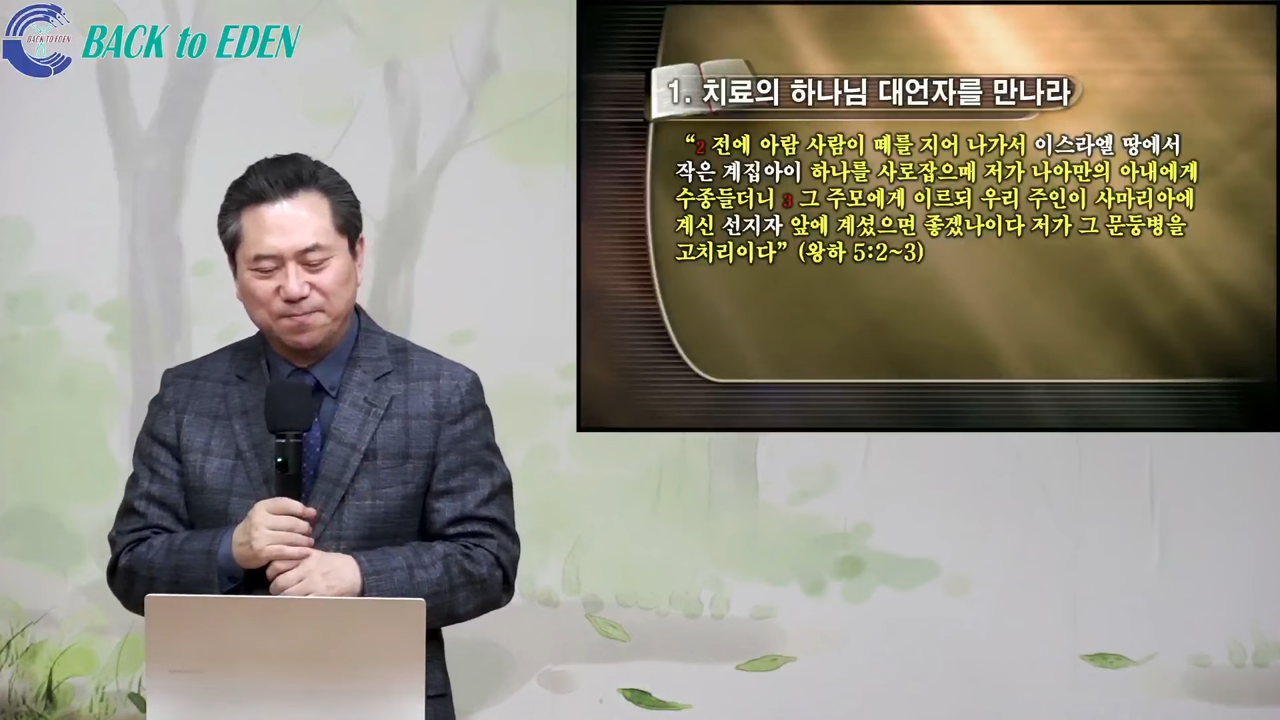 BACK TO EDEN
BACK to EDEN
1. 치료의 하나님 대언자를 만나라
“2 전에 아람 사람이 떼를 지어 나가서 이스라엘 땅에서
작은 계집아이 하나를 사로잡으매 저가 나아만의 아내에게
수종들더니 3 그 주모에게 이르되 우리 주인이 사마리아에
계신 선지자 앞에 계셨으면 좋겠나이다 저가 그 문둥병을
고치리이다” (왕하 5:2~3)